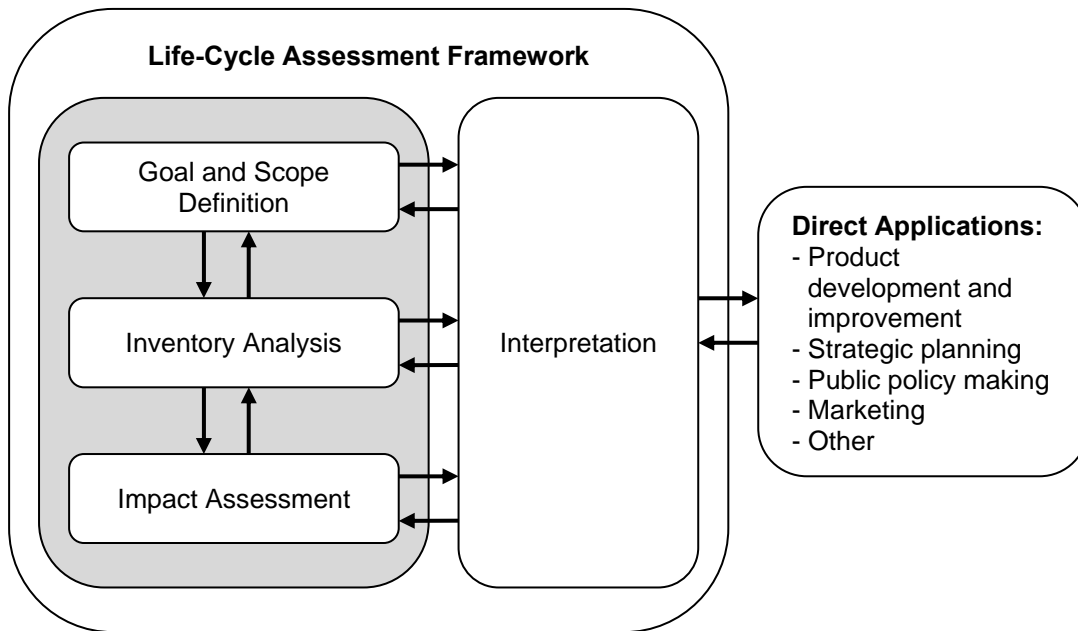 Life-Cycle Assessment Framework
Goal and Scope
Definition
Inventory Analysis
Impact Assessment
Interpretation
Direct Applications:
- Product
development and
improvement
- Strategic planning
- Public policy making
- Marketing
- Other